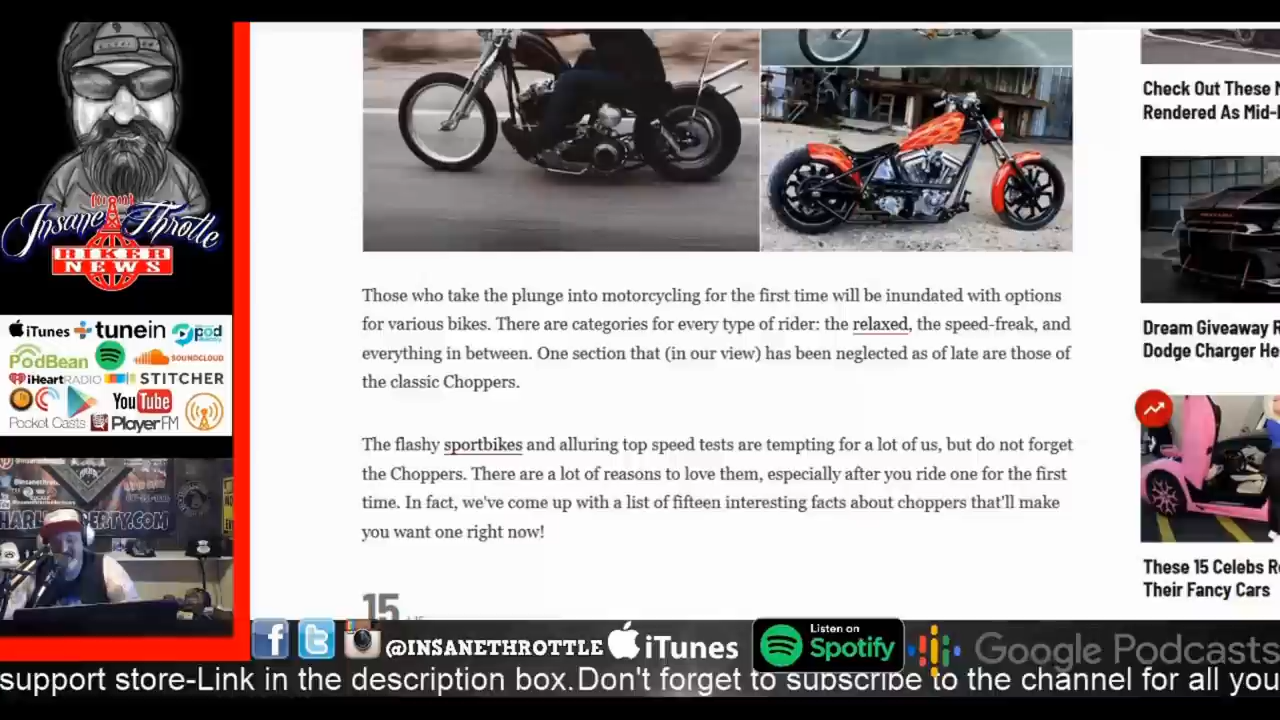 Insane Throttle
BIKER
NEWS
iTunes
tunein
pod
PodBean
SOUNDCLOUD
iHeartRADIO
STITCHER
YouTube
Pocket Casts
PlayerFM
Those who take the plunge into motorcycling for the first time will be inundated with options
for various bikes. There are categories for every type of rider: the relaxed, the speed-freak, and
everything in between. One section that (in our view) has been neglected as of late are those of
the classic Choppers.
The flashy sportbikes and alluring top speed tests are tempting for a lot of us, but do not forget
the Choppers. There are a lot of reasons to love them, especially after you ride one for the first
time. In fact, we've come up with a list of fifteen interesting facts about choppers that'll make
you want one right now!
15
Check Out These
Rendered As Mid-
Dream Giveaway
Dodge Charger He
These 15 Celebs R
Their Fancy Cars
@INSANETHROTTLE
iTunes
Listen on
Spotify
Google Podcasts
support store-Link in the description box.Don't forget to subscribe to the channel for all you